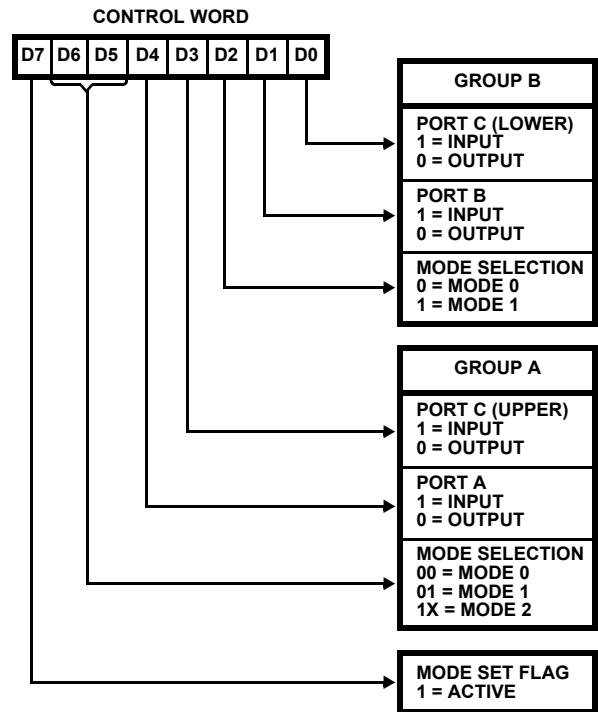 CONTROL WORD
D7 D6 D5 D4 D3 D2 D1 D0
GROUP B
PORT C (LOWER)
1 = INPUT
0 = OUTPUT
PORT B
1 = INPUT
0 = OUTPUT
MODE SELECTION
0 = MODE 0
1 = MODE 1
GROUP A
PORT C (UPPER)
1 = INPUT
0 = OUTPUT
PORT A
1 = INPUT
0 = OUTPUT
MODE SELECTION
00 = MODE 0
01 = MODE 1
1X = MODE 2
MODE SET FLAG
1 = ACTIVE